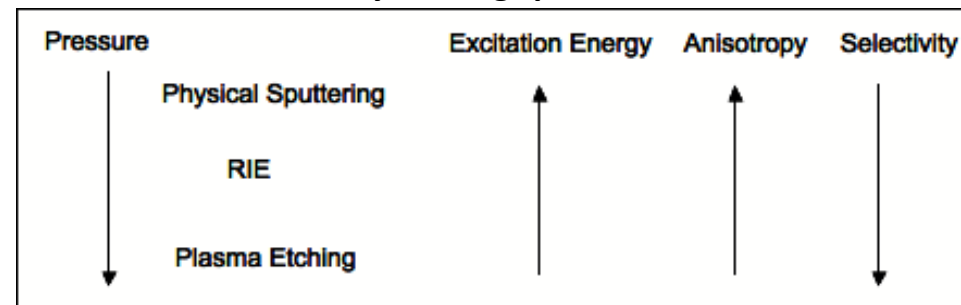 Pressure Excitation Energy Anisotropy Selectivity
Physical Sputtering
RIE
Plasma Etching